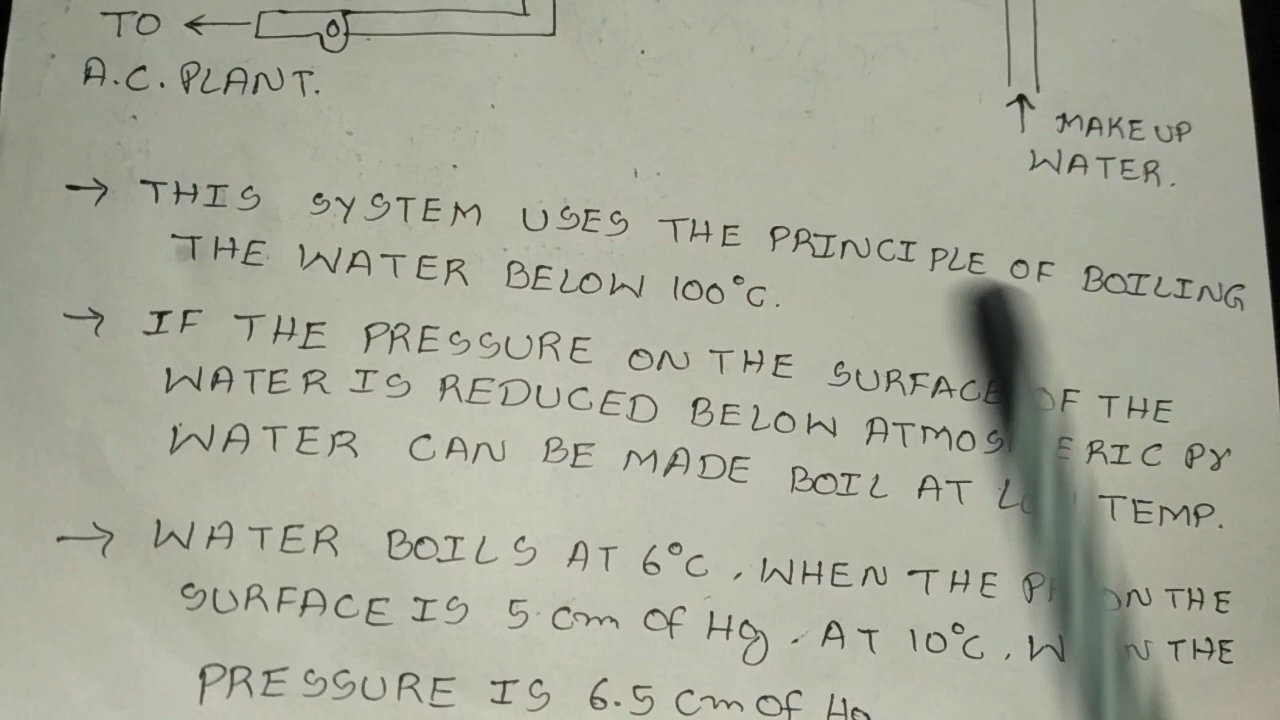 TO ←
A.C. PLANT.
↑ MAKE UP
WATER.
→ THIS SYSTEM USES THE PRINCIPLE OF BOILING
THE WATER BELOW 100°C.
→ IF THE PRESSURE ON THE SURFACE OF THE
WATER IS REDUCED BELOW ATMOS ERIC Pr
WATER CAN BE MADE BOIL AT TEMP.
→ WATER BOILS AT 6°C, WHEN THE ON THE
SURFACE IS 5 cm of Hg. AT 10°C, THE
PRESSURE IS 6.5 cm of Hg